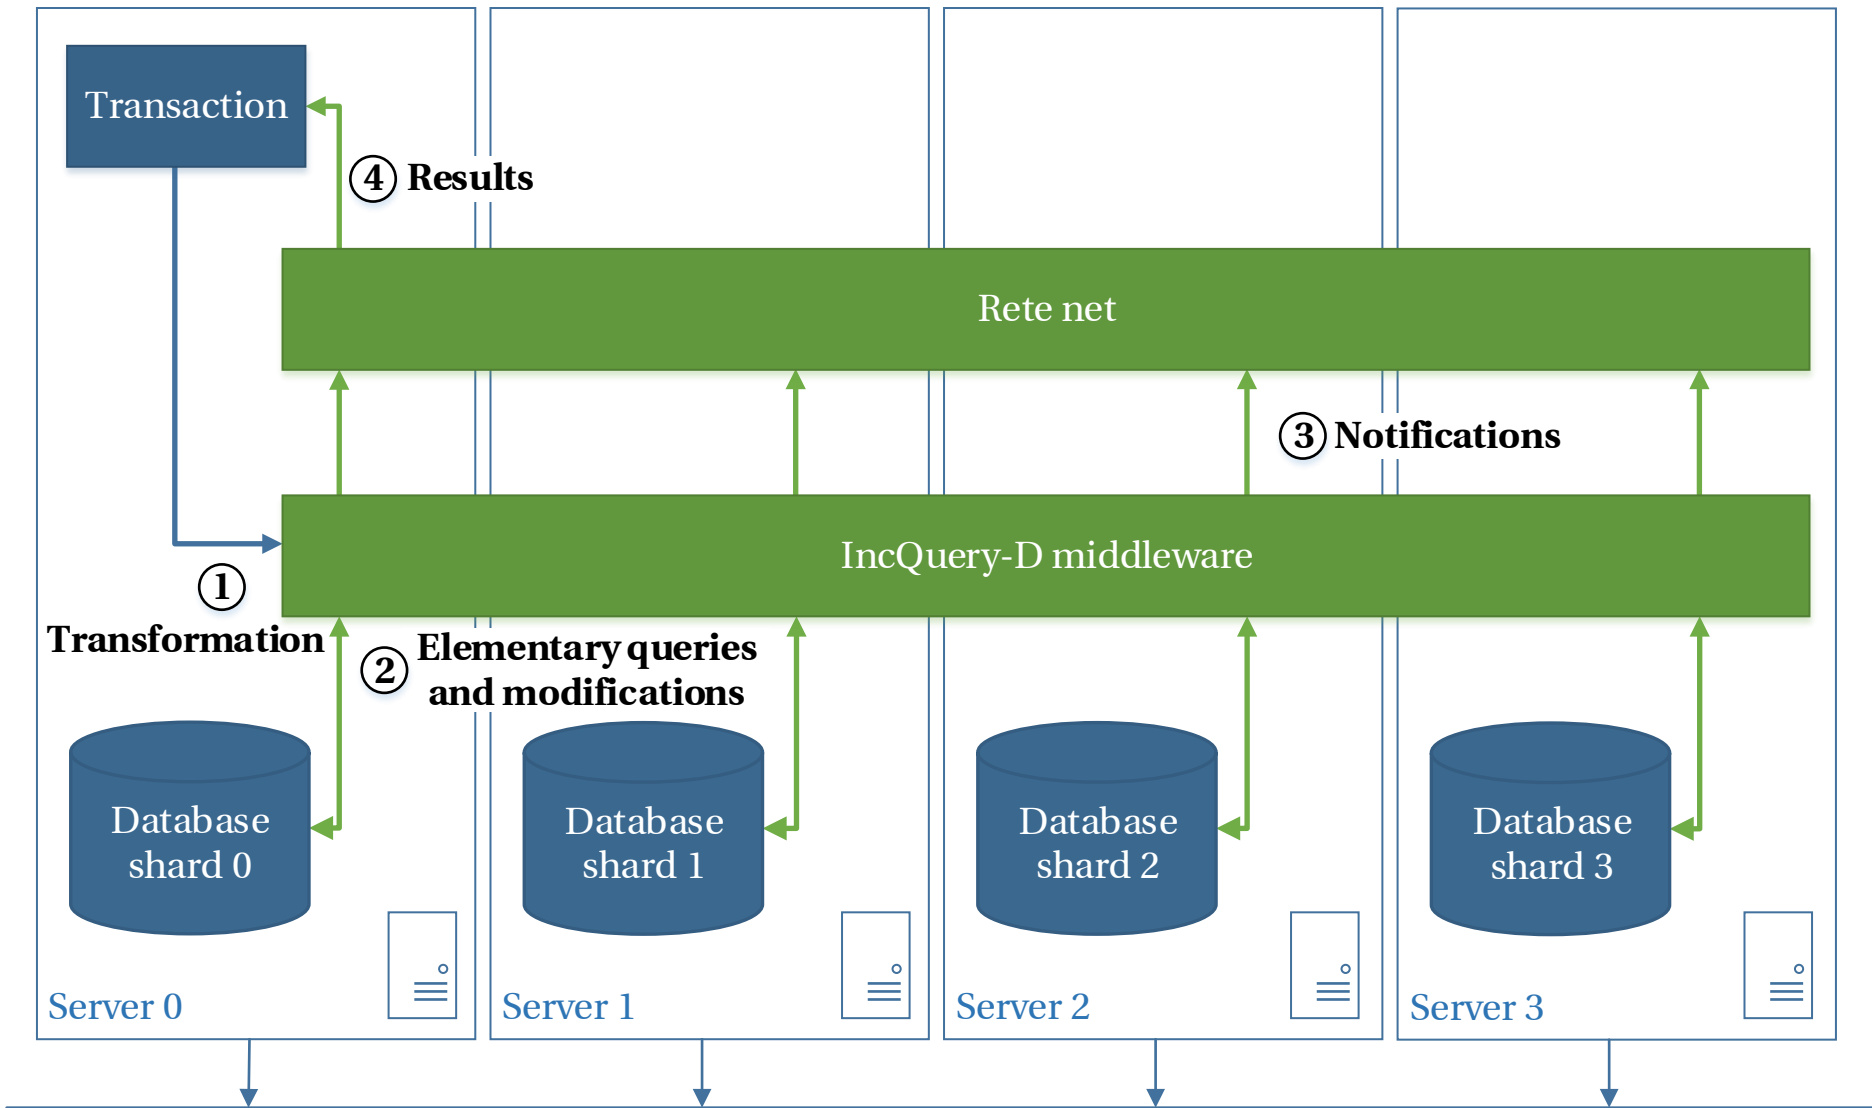 Transaction
④ Results
Rete net
③ Notifications
IncQuery-D middleware
①
Transformation
② Elementary queries
and modifications
Database
shard 0
Database
shard 1
Database
shard 2
Database
shard 3
Server 0
Server 1
Server 2
Server 3